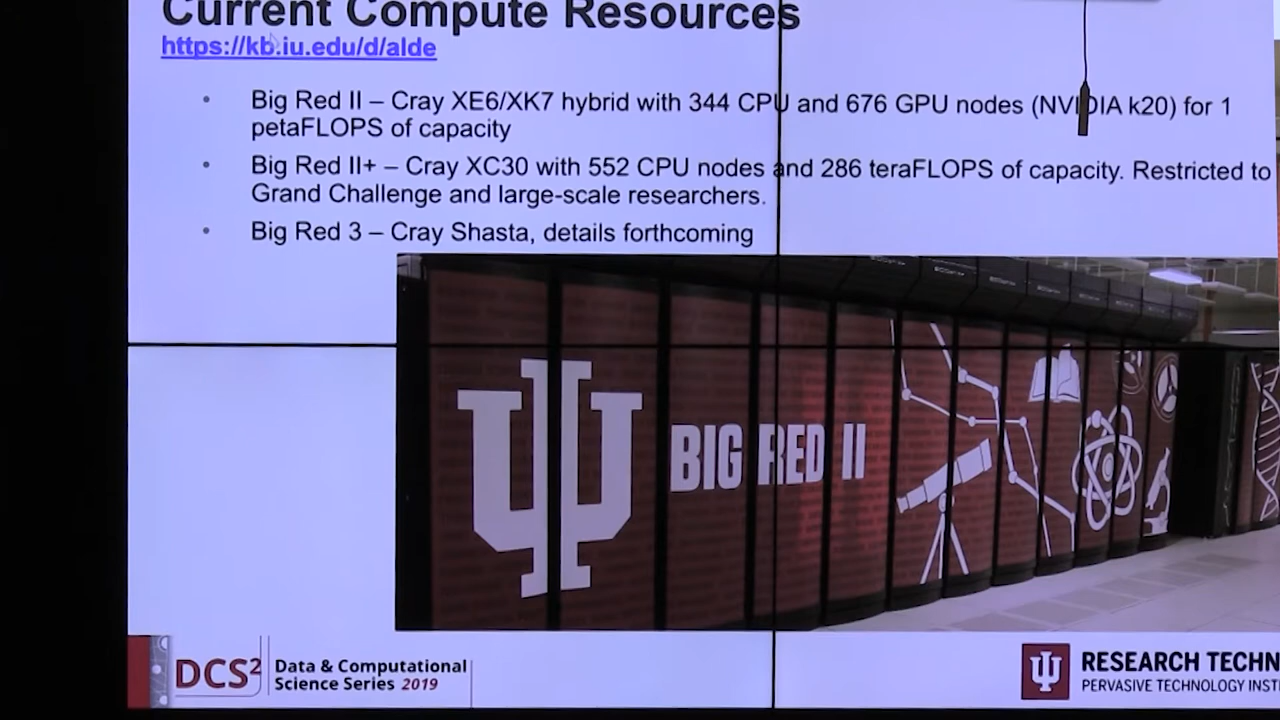 Current Compute Resources
https://kb.iu.edu/d/alde
• Big Red II – Cray XE6/XK7 hybrid with 344 CPU and 676 GPU nodes (NVIDIA k20) for 1
petaFLOPS of capacity
• Big Red II+ – Cray XC30 with 552 CPU nodes and 286 teraFLOPS of capacity. Restricted to
Grand Challenge and large-scale researchers.
• Big Red 3 – Cray Shasta, details forthcoming
BIG RED II
DCS²
Data & Computational
Science Series 2019
RESEARCH TECHN
PERVASIVE TECHNOLOGY INSTI